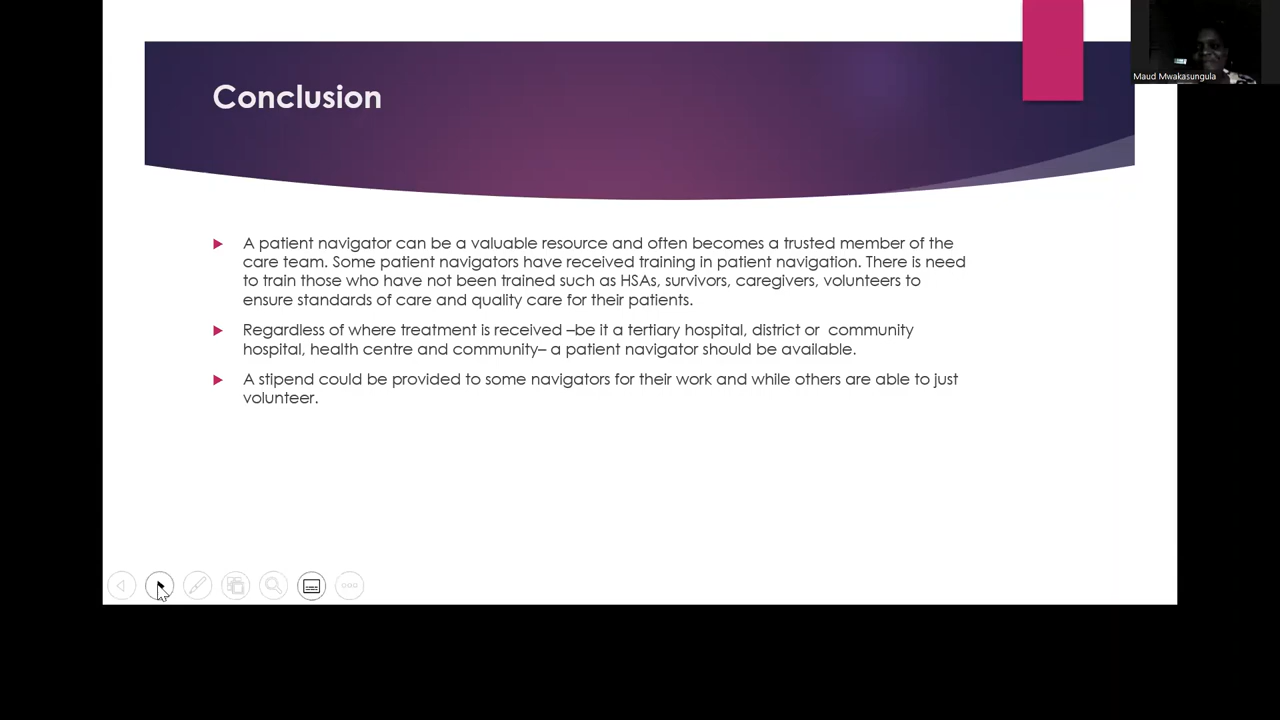 Conclusion
Maud Mwakasungula
A patient navigator can be a valuable resource and often becomes a trusted member of the
care team. Some patient navigators have received training in patient navigation. There is need
to train those who have not been trained such as HSAs, survivors, caregivers, volunteers to
ensure standards of care and quality care for their patients.
Regardless of where treatment is received –be it a tertiary hospital, district or  community
hospital, health centre and community– a patient navigator should be available.
A stipend could be provided to some navigators for their work and while others are able to just
volunteer.